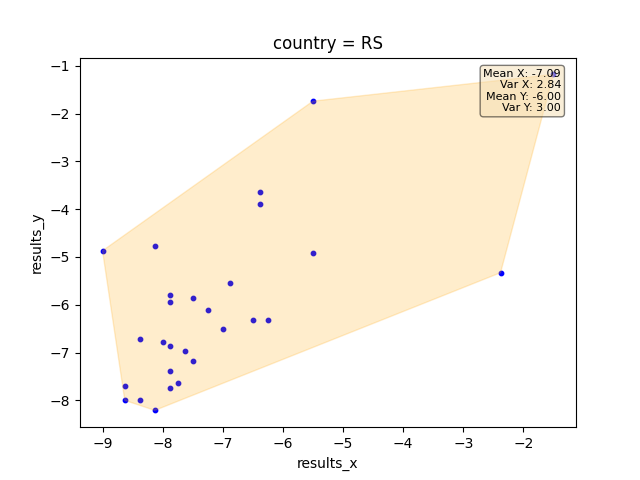 country = RS
Mean X: -7.09
Var X: 2.84
Mean Y: -6.00
Var Y: 3.00
−1
−2
−3
−4
−5
−6
−7
−8
results_y
−9 −8 −7 −6 −5 −4 −3 −2
results_x